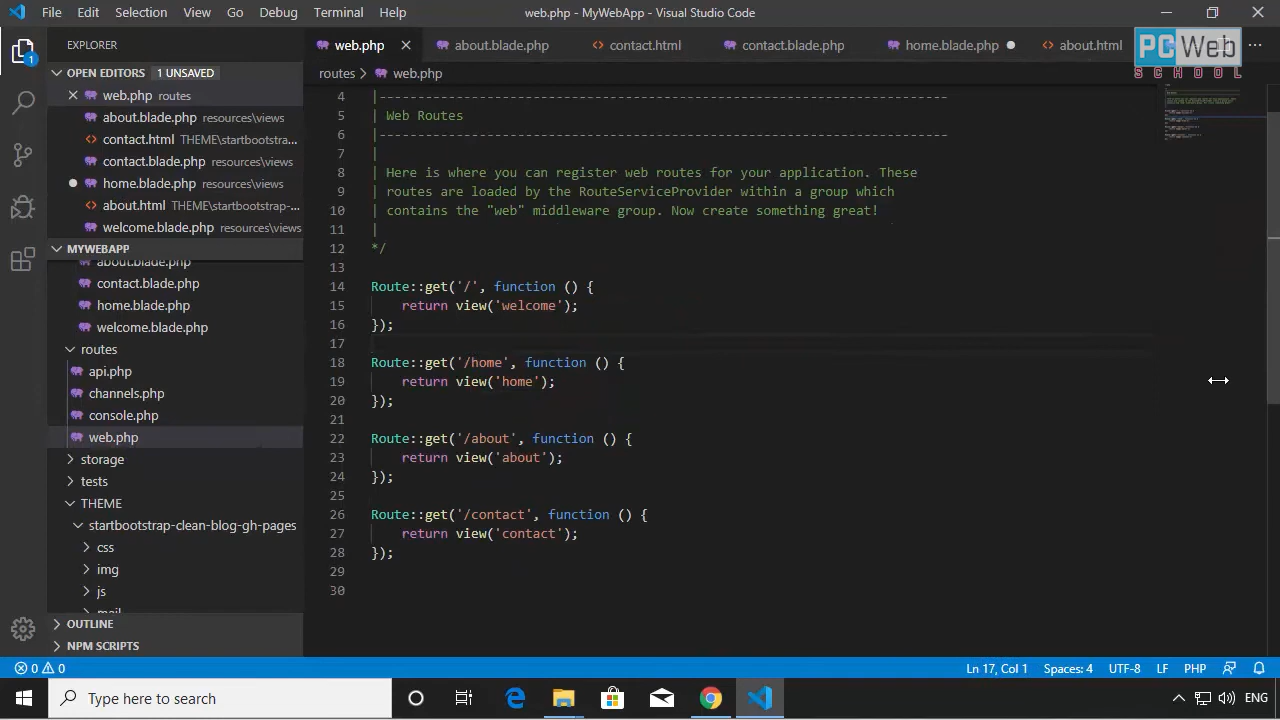 File Edit Selection View Go Debug Terminal Help web.php - MyWebApp - Visual Studio Code
EXPLORER
OPEN EDITORS 1 UNSAVED
web.php routes
about.blade.php resources\views
contact.html THEME\startbootstra...
contact.blade.php resources\views
home.blade.php resources\views
about.html THEME\startbootstrap-...
welcome.blade.php resources\views
MYWEBAPP
about.blade.php
contact.blade.php
home.blade.php
welcome.blade.php
routes
api.php
channels.php
console.php
web.php
storage
tests
THEME
startbootstrap-clean-blog-gh-pages
css
img
js
mail
OUTLINE
NPM SCRIPTS
web.php about.blade.php contact.html contact.blade.php home.blade.php about.html
PC Web
SCHOOL
routes > web.php
4 |--------------------------------------------------------------------------
5 | Web Routes
6 |--------------------------------------------------------------------------
7 |
8 | Here is where you can register web routes for your application. These
9 | routes are loaded by the RouteServiceProvider within a group which
10 | contains the "web" middleware group. Now create something great!
11 |
12 */
13
14 Route::get('/', function () {
15 return view('welcome');
16 });
17
18 Route::get('/home', function () {
19 return view('home');
20 });
21
22 Route::get('/about', function () {
23 return view('about');
24 });
25
26 Route::get('/contact', function () {
27 return view('contact');
28 });
29
30
0 0 Ln 17, Col 1 Spaces: 4 UTF-8 LF PHP
Type here to search ENG